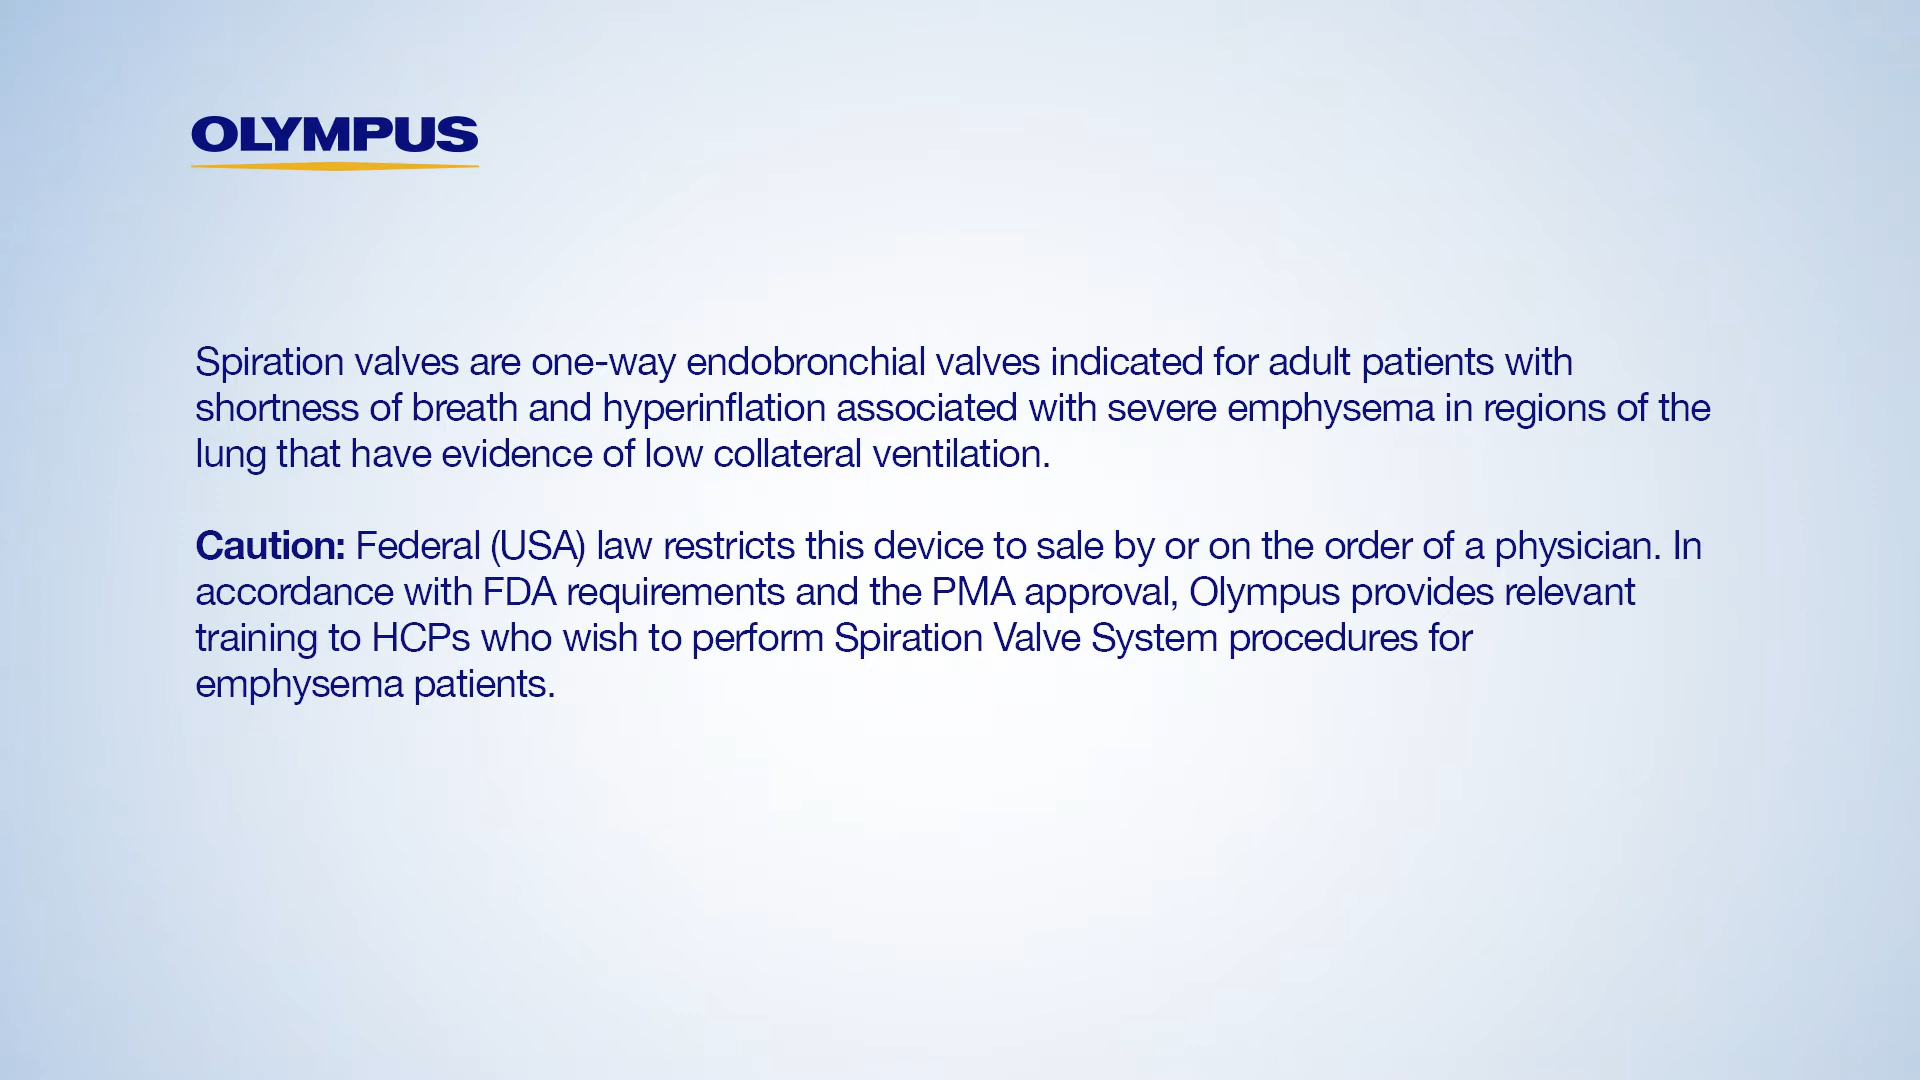 OLYMPUS
Spiration valves are one-way endobronchial valves indicated for adult patients with
shortness of breath and hyperinflation associated with severe emphysema in regions of the
lung that have evidence of low collateral ventilation.
Caution: Federal (USA) law restricts this device to sale by or on the order of a physician. In
accordance with FDA requirements and the PMA approval, Olympus provides relevant
training to HCPs who wish to perform Spiration Valve System procedures for
emphysema patients.